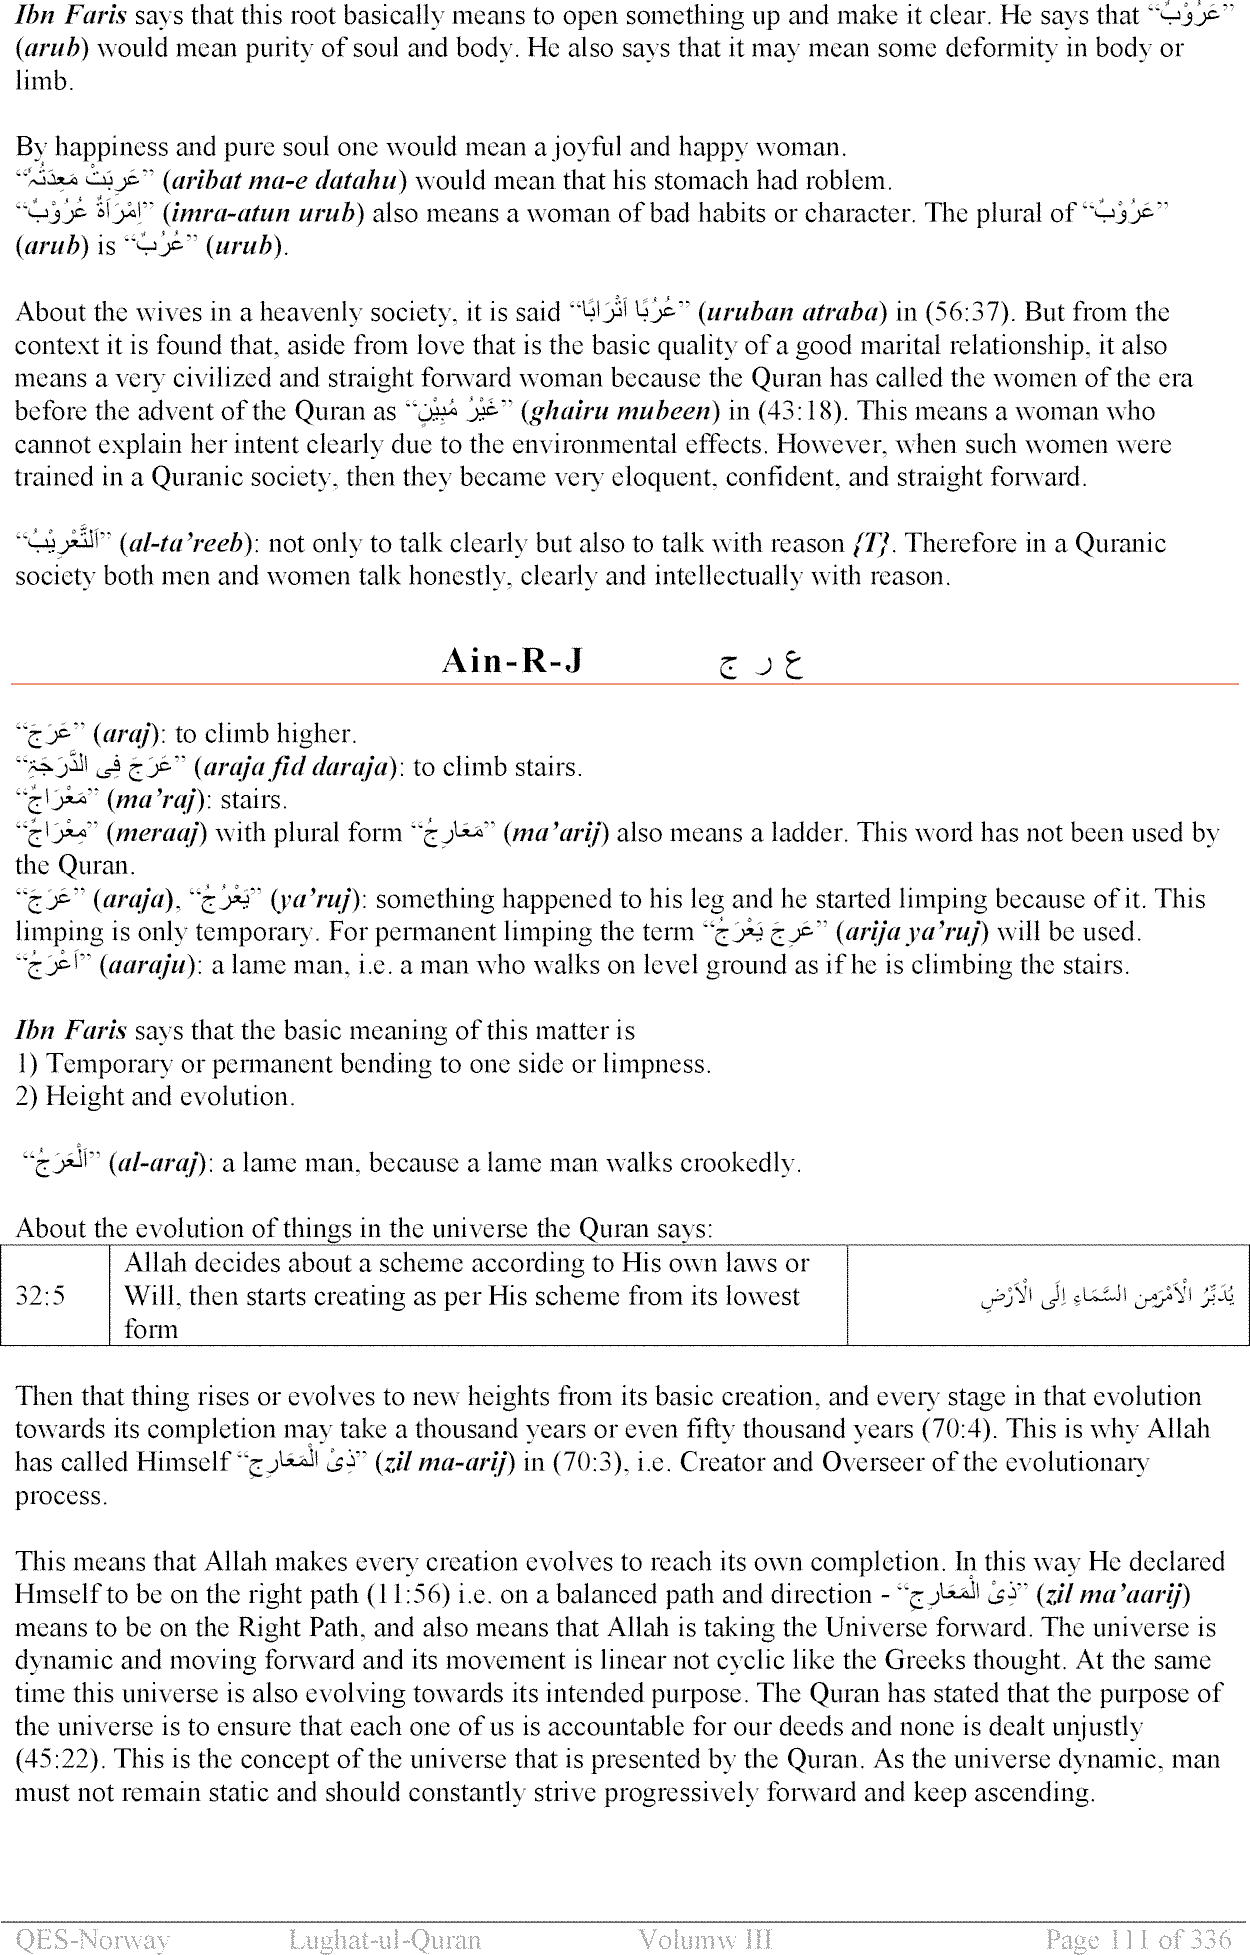 Ibn Faris says that this root basically means to open something up and make it clear. He says that “عَرُوْبٌ”
(arub) would mean purity of soul and body. He also says that it may mean some deformity in body or
limb.
By happiness and pure soul one would mean a joyful and happy woman.
“عَرِبَتْ مَعِدَتُہٗ” (aribat ma-e datahu) would mean that his stomach had roblem.
“اِمْرَأَۃٌ عَرُوْبٌ” (imra-atun urub) also means a woman of bad habits or character. The plural of “عَرُوْبٌ”
(arub) is “عُرُبٌ” (urub).
About the wives in a heavenly society, it is said “عُرُبًا اَتْرَابًا” (uruban atraba) in (56:37). But from the
context it is found that, aside from love that is the basic quality of a good marital relationship, it also
means a very civilized and straight forward woman because the Quran has called the women of the era
before the advent of the Quran as “غَيْرُ مُبِيْنٍ” (ghairu mubeen) in (43:18). This means a woman who
cannot explain her intent clearly due to the environmental effects. However, when such women were
trained in a Quranic society, then they became very eloquent, confident, and straight forward.
“اَلتَّعْرِيْبُ” (al-ta’reeb): not only to talk clearly but also to talk with reason {T}. Therefore in a Quranic
society both men and women talk honestly, clearly and intellectually with reason.
Ain-R-J ع ر ج
“عَرَجَ” (araj): to climb higher.
“عَرَجَ فِی الدَّرَجَۃِ” (araja fid daraja): to climb stairs.
“مَعْرَاجٌ” (ma’raj): stairs.
“مِعْرَاجٌ” (meraaj) with plural form “مَعَارِجُ” (ma’arij) also means a ladder. This word has not been used by
the Quran.
“عَرَجَ” (araja), “يَعْرُجُ” (ya’ruj): something happened to his leg and he started limping because of it. This
limping is only temporary. For permanent limping the term “عَرِجَ يَعْرَجُ” (arija ya’ruj) will be used.
“اَعْرَجُ” (aaraju): a lame man, i.e. a man who walks on level ground as if he is climbing the stairs.
Ibn Faris says that the basic meaning of this matter is
1) Temporary or permanent bending to one side or limpness.
2) Height and evolution.
“اَلْعَرَجُ” (al-araj): a lame man, because a lame man walks crookedly.
About the evolution of things in the universe the Quran says:
32:5 Allah decides about a scheme according to His own laws or
Will, then starts creating as per His scheme from its lowest
form
يُدَبِّرُ الْاَمْرَمِن السَّمَاءِ اِلَی الْاَرْضِ
Then that thing rises or evolves to new heights from its basic creation, and every stage in that evolution
towards its completion may take a thousand years or even fifty thousand years (70:4). This is why Allah
has called Himself “ذِیْ الْمَعَارِج” (zil ma-arij) in (70:3), i.e. Creator and Overseer of the evolutionary
process.
This means that Allah makes every creation evolves to reach its own completion. In this way He declared
Hmself to be on the right path (11:56) i.e. on a balanced path and direction - “ذِیْ الْمَعَارِجِ” (zil ma’aarij)
means to be on the Right Path, and also means that Allah is taking the Universe forward. The universe is
dynamic and moving forward and its movement is linear not cyclic like the Greeks thought. At the same
time this universe is also evolving towards its intended purpose. The Quran has stated that the purpose of
the universe is to ensure that each one of us is accountable for our deeds and none is dealt unjustly
(45:22). This is the concept of the universe that is presented by the Quran. As the universe dynamic, man
must not remain static and should constantly strive progressively forward and keep ascending.
QES-Norway Lughat-ul-Quran Volumw III Page 111 of 336